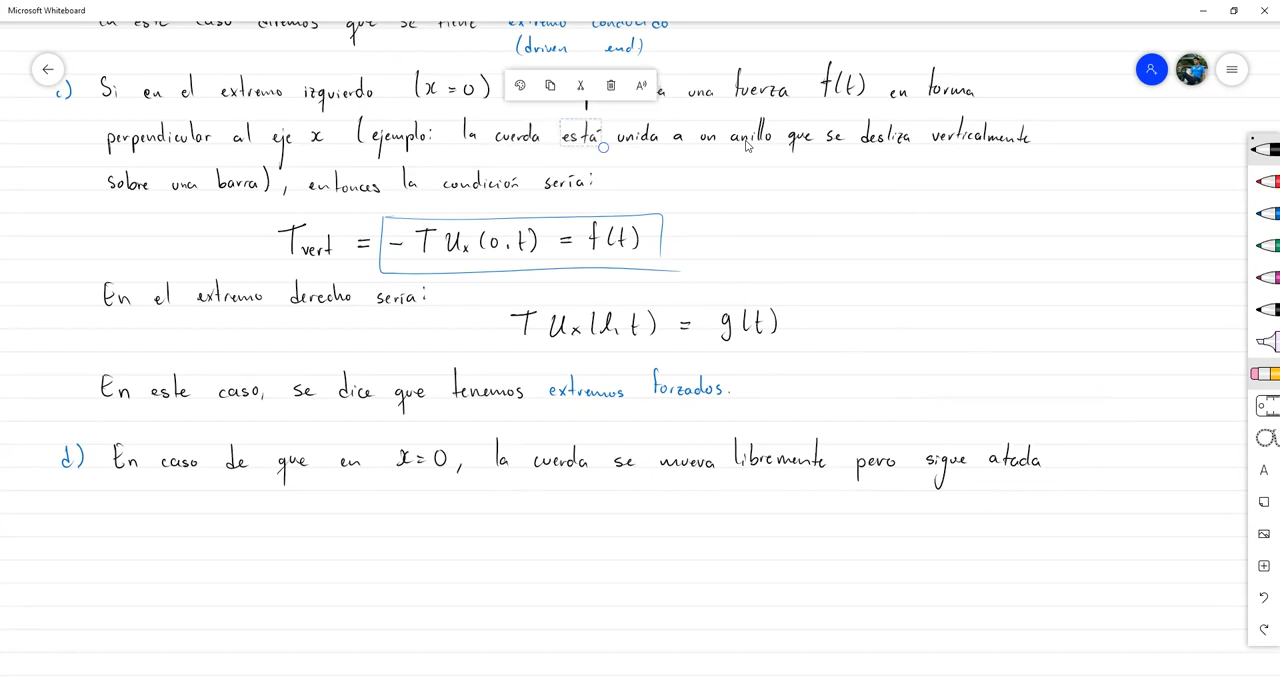 Microsoft Whiteboard
(driven end)
c) Si en el extremo izquierdo (x=0) a una fuerza f(t) en forma
perpendicular al eje x (ejemplo: la cuerda está unida a un anillo que se desliza verticalmente
sobre una barra), entonces la condición sería:
Tvert = - T Ux (0,t) = f(t)
En el extremo derecho sería:
T Ux (l,t) = g(t)
En este caso, se dice que tenemos extremos forzados.
d) En caso de que en x=0, la cuerda se mueva libremente pero sigue atada